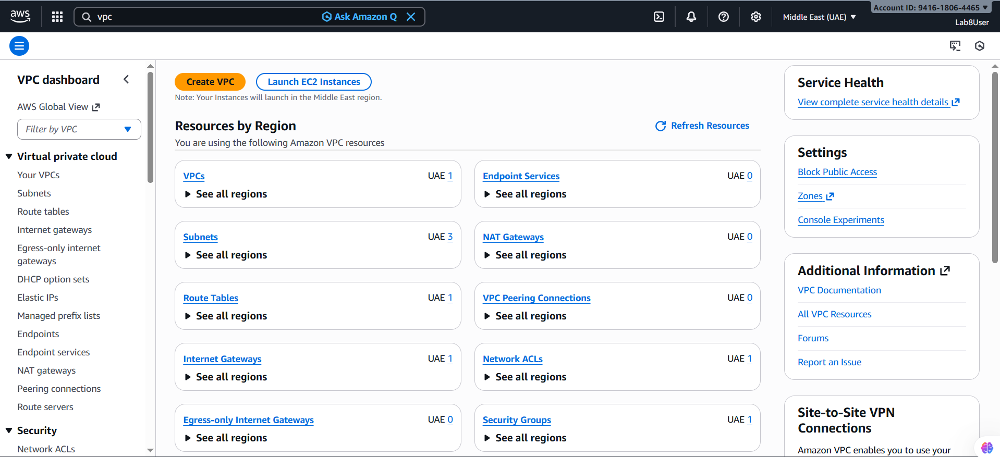 aws
vpc
Ask Amazon Q
Middle East (UAE)
Account ID: 9416-1806-4465
Lab8User
VPC dashboard
AWS Global View
Filter by VPC
Virtual private cloud
Your VPCs
Subnets
Route tables
Internet gateways
Egress-only internet
gateways
DHCP option sets
Elastic IPs
Managed prefix lists
Endpoints
Endpoint services
NAT gateways
Peering connections
Route servers
Security
Network ACLs
Create VPC
Launch EC2 Instances
Note: Your Instances will launch in the Middle East region.
Resources by Region
Refresh Resources
You are using the following Amazon VPC resources
VPCs UAE 1
See all regions
Endpoint Services UAE 0
See all regions
Subnets UAE 3
See all regions
NAT Gateways UAE 0
See all regions
Route Tables UAE 1
See all regions
VPC Peering Connections UAE 0
See all regions
Internet Gateways UAE 1
See all regions
Network ACLs UAE 1
See all regions
Egress-only Internet Gateways UAE 0
See all regions
Security Groups UAE 1
See all regions
Service Health
View complete service health details
Settings
Block Public Access
Zones
Console Experiments
Additional Information
VPC Documentation
All VPC Resources
Forums
Report an Issue
Site-to-Site VPN
Connections
Amazon VPC enables you to use your